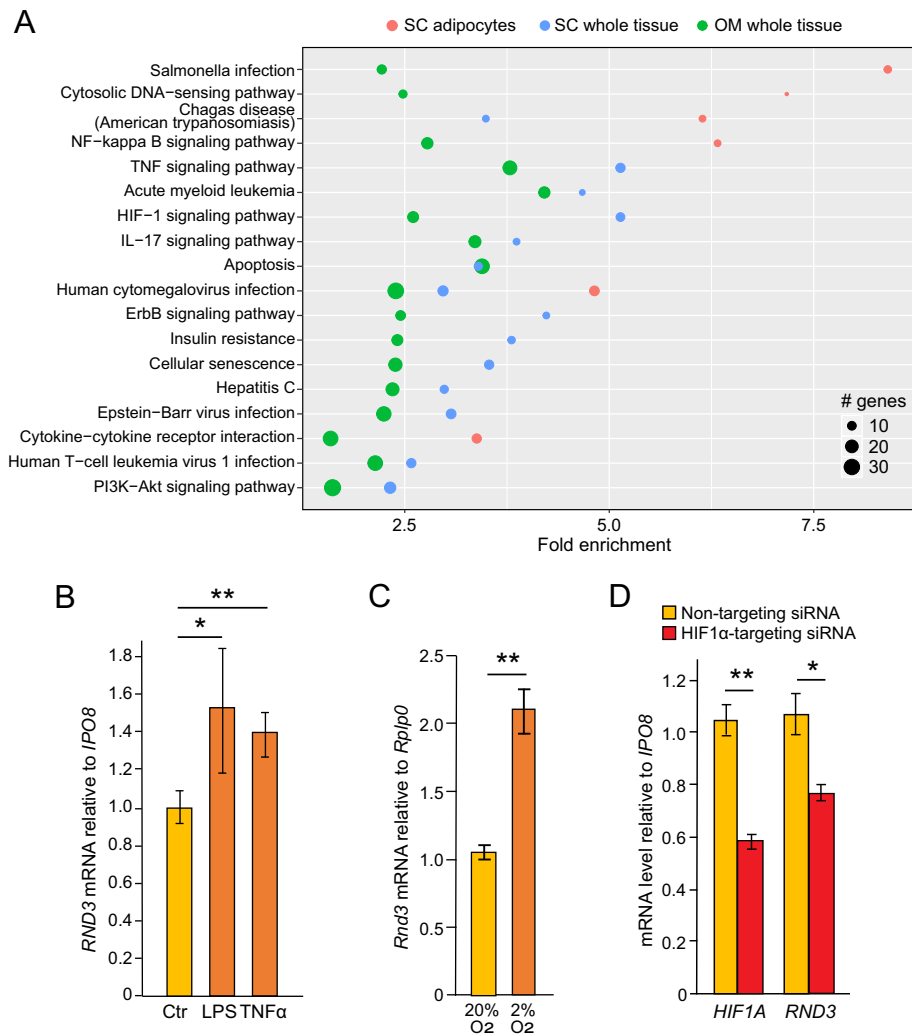 A
SC adipocytes SC whole tissue OM whole tissue
Salmonella infection
Cytosolic DNA−sensing pathway
Chagas disease
(American trypanosomiasis)
NF−kappa B signaling pathway
TNF signaling pathway
Acute myeloid leukemia
HIF−1 signaling pathway
IL−17 signaling pathway
Apoptosis
Human cytomegalovirus infection
ErbB signaling pathway
Insulin resistance
Cellular senescence
Hepatitis C
Epstein−Barr virus infection
Cytokine−cytokine receptor interaction
Human T−cell leukemia virus 1 infection
PI3K−Akt signaling pathway
# genes
10
20
30
2.5 5.0 7.5
Fold enrichment
B
RND3 mRNA relative to IPO8
1.8
1.6
1.4
1.2
1.0
0.8
0.6
0.4
0.2
0
**
*
Ctr LPS TNFα
C
Rnd3 mRNA relative to Rplp0
2.5
2.0
1.5
1.0
0.5
0
**
20% 2%
O2 O2
D
Non-targeting siRNA
HIF1α-targeting siRNA
mRNA level relative to IPO8
1.2
1.0
0.8
0.6
0.4
0.2
0
** *
HIF1A RND3